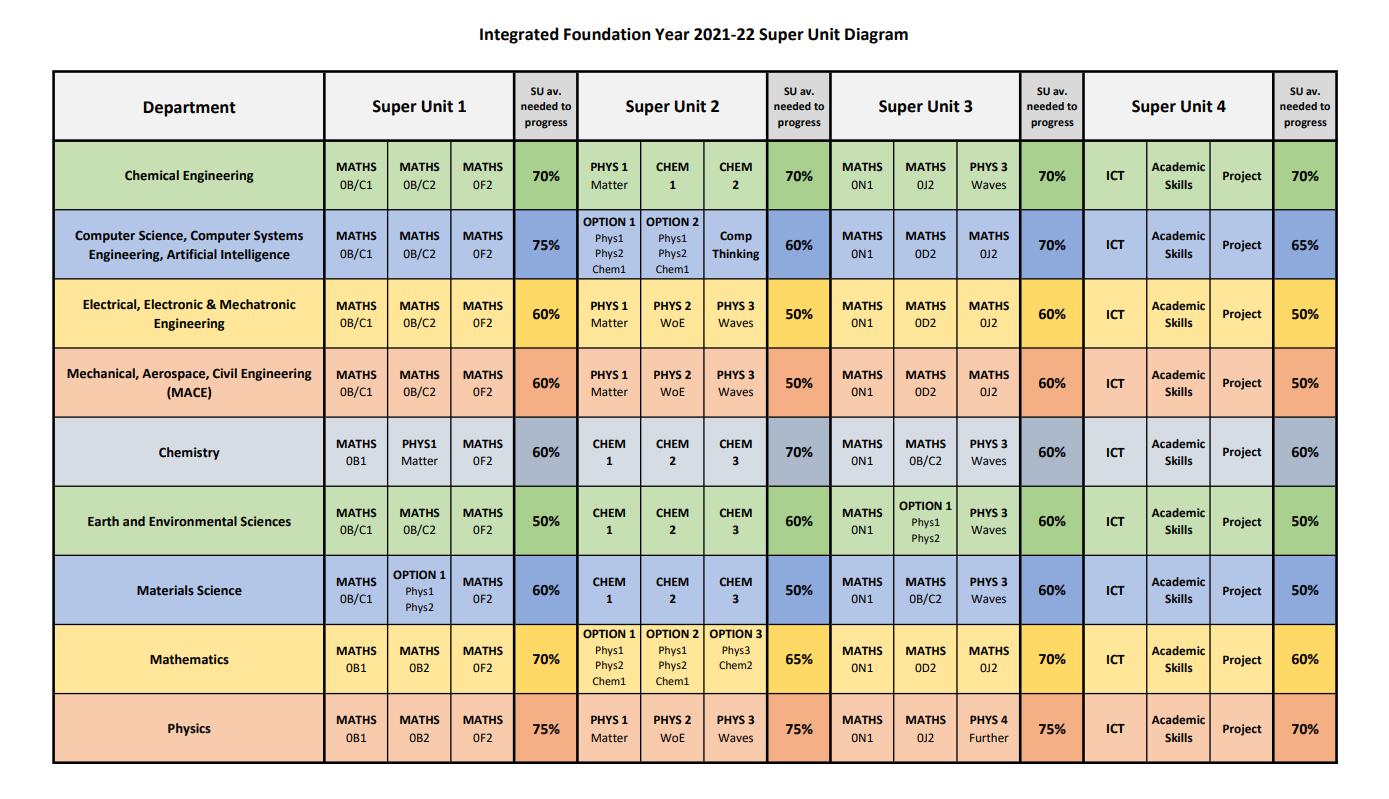 Integrated Foundation Year 2021-22 Super Unit Diagram
Department
Super Unit 1
SU av.
needed to
progress
Super Unit 2
SU av.
needed to
progress
Super Unit 3
SU av.
needed to
progress
Super Unit 4
SU av.
needed to
progress
Chemical Engineering
MATHS
0B/C1
MATHS
0B/C2
MATHS
0F2
70%
PHYS 1
Matter
CHEM
1
CHEM
2
70%
MATHS
0N1
MATHS
0J2
PHYS 3
Waves
70%
ICT
Academic
Skills
Project
70%
Computer Science, Computer Systems
Engineering, Artificial Intelligence
MATHS
0B/C1
MATHS
0B/C2
MATHS
0F2
75%
OPTION 1
Phys1
Phys2
Chem1
OPTION 2
Phys1
Phys2
Chem1
Comp
Thinking
60%
MATHS
0N1
MATHS
0D2
MATHS
0J2
70%
ICT
Academic
Skills
Project
65%
Electrical, Electronic & Mechatronic
Engineering
MATHS
0B/C1
MATHS
0B/C2
MATHS
0F2
60%
PHYS 1
Matter
PHYS 2
WoE
PHYS 3
Waves
50%
MATHS
0N1
MATHS
0D2
MATHS
0J2
60%
ICT
Academic
Skills
Project
50%
Mechanical, Aerospace, Civil Engineering
(MACE)
MATHS
0B/C1
MATHS
0B/C2
MATHS
0F2
60%
PHYS 1
Matter
PHYS 2
WoE
PHYS 3
Waves
50%
MATHS
0N1
MATHS
0D2
MATHS
0J2
60%
ICT
Academic
Skills
Project
50%
Chemistry
MATHS
0B1
PHYS1
Matter
MATHS
0F2
60%
CHEM
1
CHEM
2
CHEM
3
70%
MATHS
0N1
MATHS
0B/C2
PHYS 3
Waves
60%
ICT
Academic
Skills
Project
60%
Earth and Environmental Sciences
MATHS
0B/C1
MATHS
0B/C2
MATHS
0F2
50%
CHEM
1
CHEM
2
CHEM
3
60%
MATHS
0N1
OPTION 1
Phys1
Phys2
PHYS 3
Waves
60%
ICT
Academic
Skills
Project
50%
Materials Science
MATHS
0B/C1
OPTION 1
Phys1
Phys2
MATHS
0F2
60%
CHEM
1
CHEM
2
CHEM
3
50%
MATHS
0N1
MATHS
0B/C2
PHYS 3
Waves
60%
ICT
Academic
Skills
Project
50%
Mathematics
MATHS
0B1
MATHS
0B2
MATHS
0F2
70%
OPTION 1
Phys1
Phys2
Chem1
OPTION 2
Phys1
Phys2
Chem1
OPTION 3
Phys3
Chem2
65%
MATHS
0N1
MATHS
0D2
MATHS
0J2
70%
ICT
Academic
Skills
Project
60%
Physics
MATHS
0B1
MATHS
0B2
MATHS
0F2
75%
PHYS 1
Matter
PHYS 2
WoE
PHYS 3
Waves
75%
MATHS
0N1
MATHS
0J2
PHYS 4
Further
75%
ICT
Academic
Skills
Project
70%